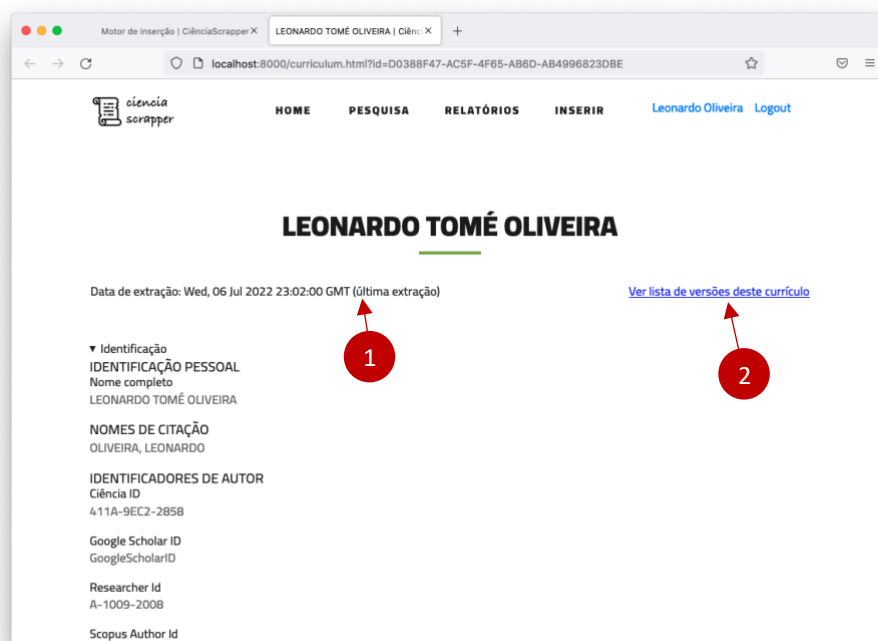 Motor de inserção | CiênciaScrapper
LEONARDO TOMÉ OLIVEIRA | Ciênc
localhost:8000/curriculum.html?id=D0388F47-AC5F-4F65-AB6D-AB4996823DBE
ciencia
scrapper
HOME PESQUISA RELATÓRIOS INSERIR Leonardo Oliveira Logout
LEONARDO TOMÉ OLIVEIRA
Data de extração: Wed, 06 Jul 2022 23:02:00 GMT (última extração) Ver lista de versões deste currículo
1
2
Identificação
IDENTIFICAÇÃO PESSOAL
Nome completo
LEONARDO TOMÉ OLIVEIRA
NOMES DE CITAÇÃO
OLIVEIRA, LEONARDO
IDENTIFICADORES DE AUTOR
Ciência ID
411A-9EC2-2858
Google Scholar ID
GoogleScholarID
Researcher Id
A-1009-2008
Scopus Author Id